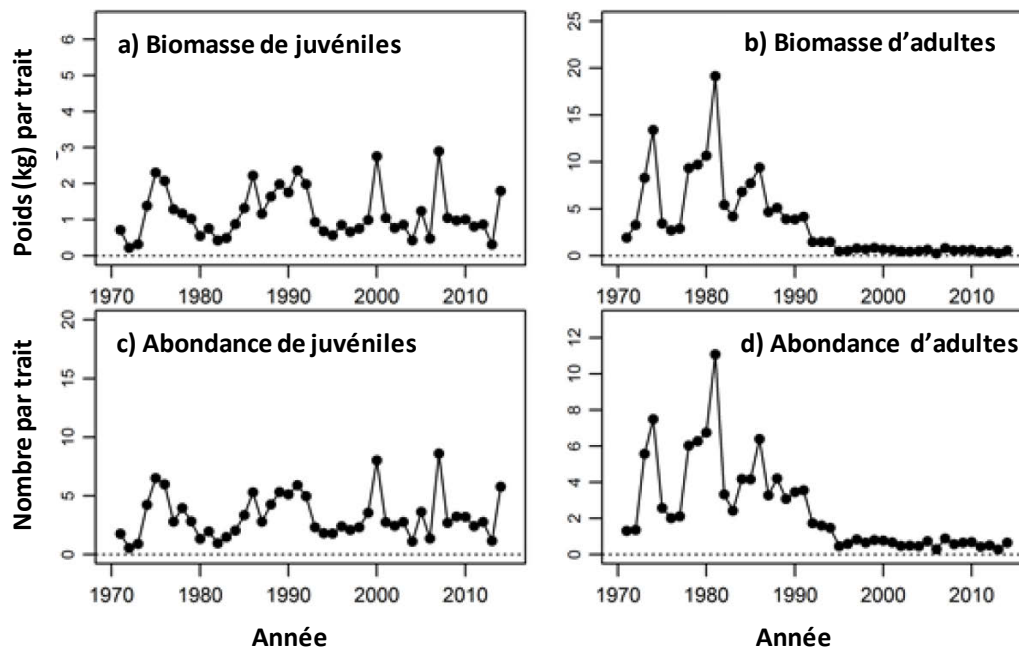 a) Biomasse de juvéniles
b) Biomasse d’adultes
Poids (kg) par trait
6
5
4
3
2
1
0
25
20
15
10
5
0
1970 1980 1990 2000 2010
1970 1980 1990 2000 2010
c) Abondance de juvéniles
d) Abondance d’adultes
Nombre par trait
20
15
10
5
0
12
10
8
6
4
2
0
1970 1980 1990 2000 2010
1970 1980 1990 2000 2010
Année
Année